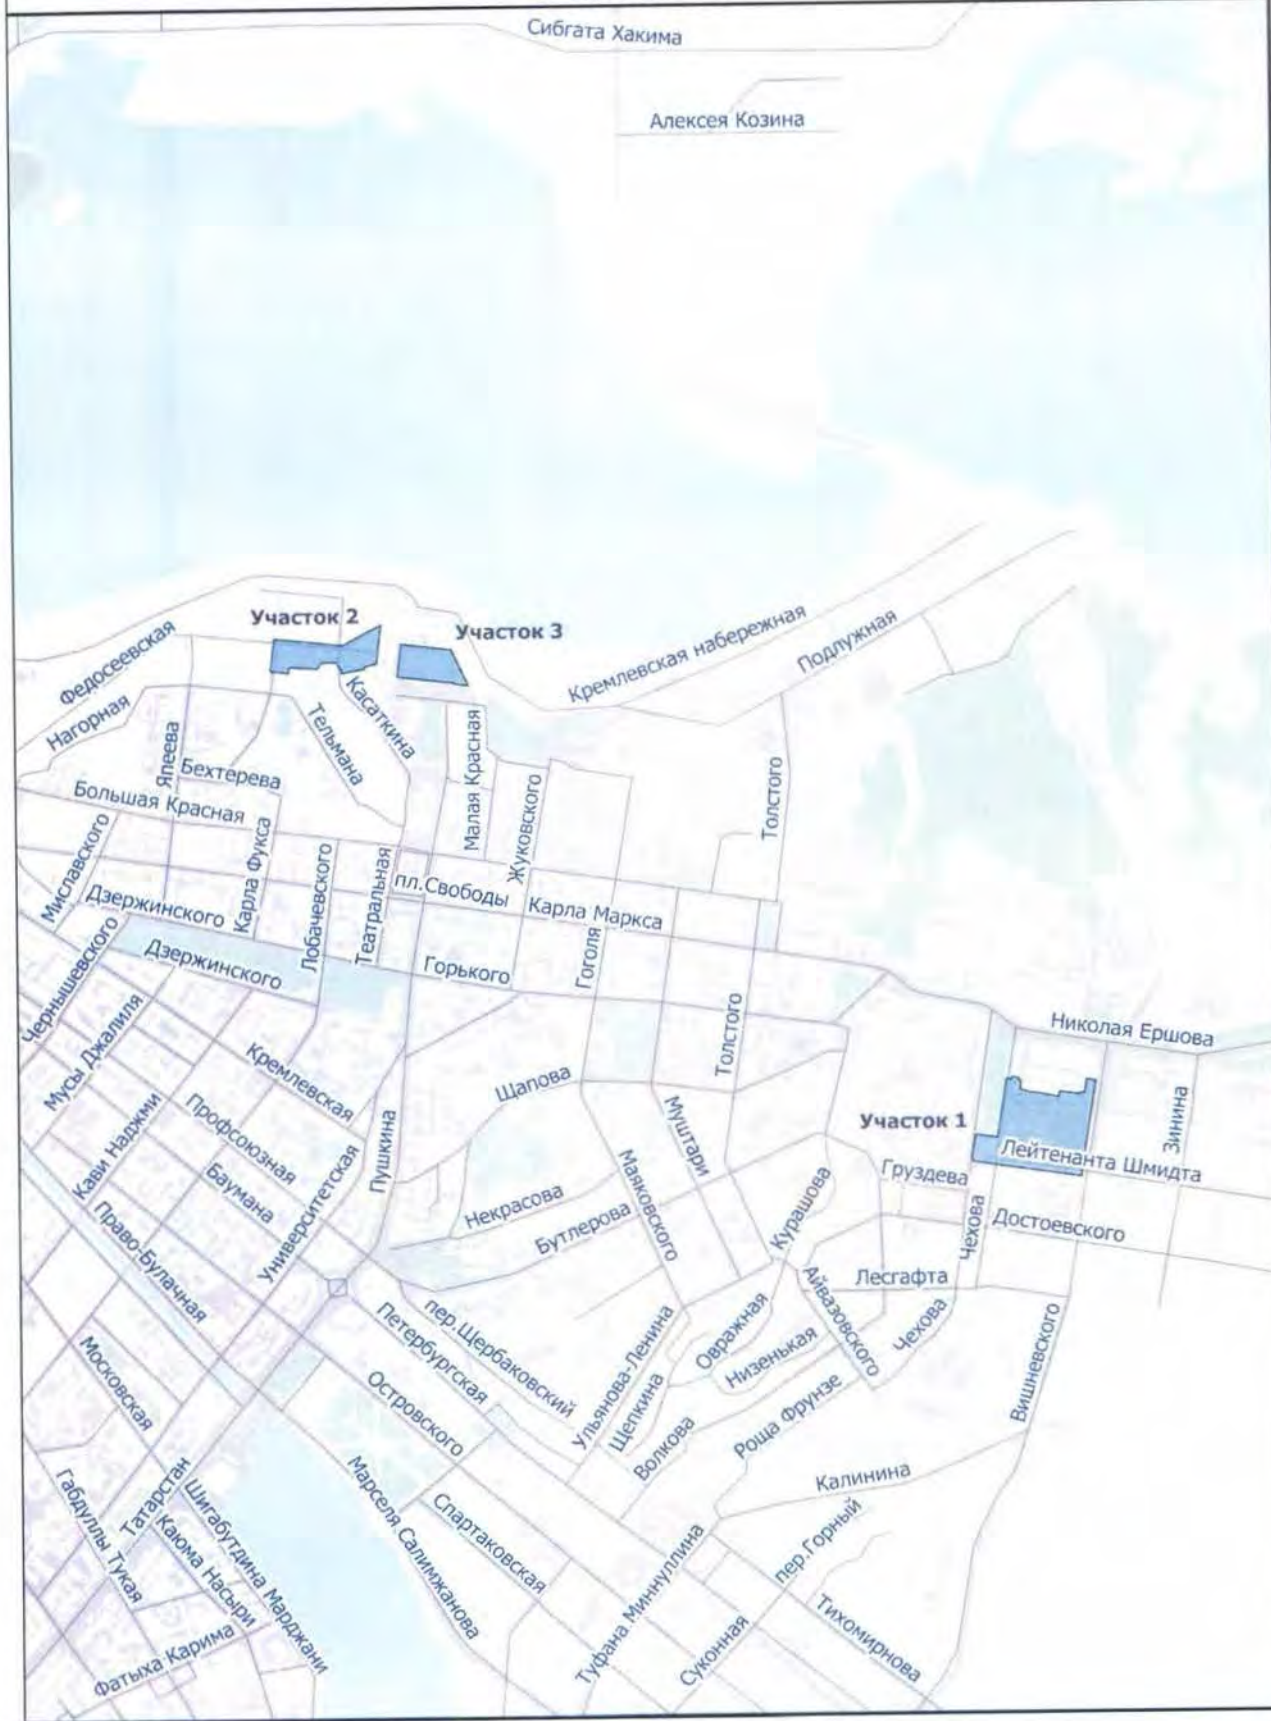 Сибгата Хакима
Алексея Козина
Участок 2
Участок 3
Федосеевская
Кремлевская набережная
Подлужная
Нагорная
Касаткина
Тельмана
Япеева
Бехтерева
Малая Красная
Жуковского
Толстого
Большая Красная
Миславского
Карла Фукса
Лобачевского
Театральная
пл.Свободы
Карла Маркса
Дзержинского
Дзержинского
Горького
Гоголя
Чернышевского
Мусы Джалиля
Кремлевская
Толстого
Николая Ершова
Щапова
Муштари
Участок 1
Зинина
Лейтенанта Шмидта
Груздева
Кави Наджми
Профсоюзная
Баумана
Университетская
Пушкина
Маяковского
Некрасова
Бутлерова
Курашова
Чехова
Достоевского
Право-Булачная
Лесгафта
Айвазовского
Чехова
Овражная
Низенькая
пер.Щербаковский
Петербургская
Ульянова-Ленина
Щепкина
Волкова
Роща Фрунзе
Вишневского
Московская
Островского
Калинина
Габдуллы Тукая
Татарстан
Шигабутдина Марджани
Каюма Насыри
Марселя Салимжанова
Спартаковская
пер.Горный
Туфана Миннуллина
Суконная
Тихомирнова
Фатыха Карима